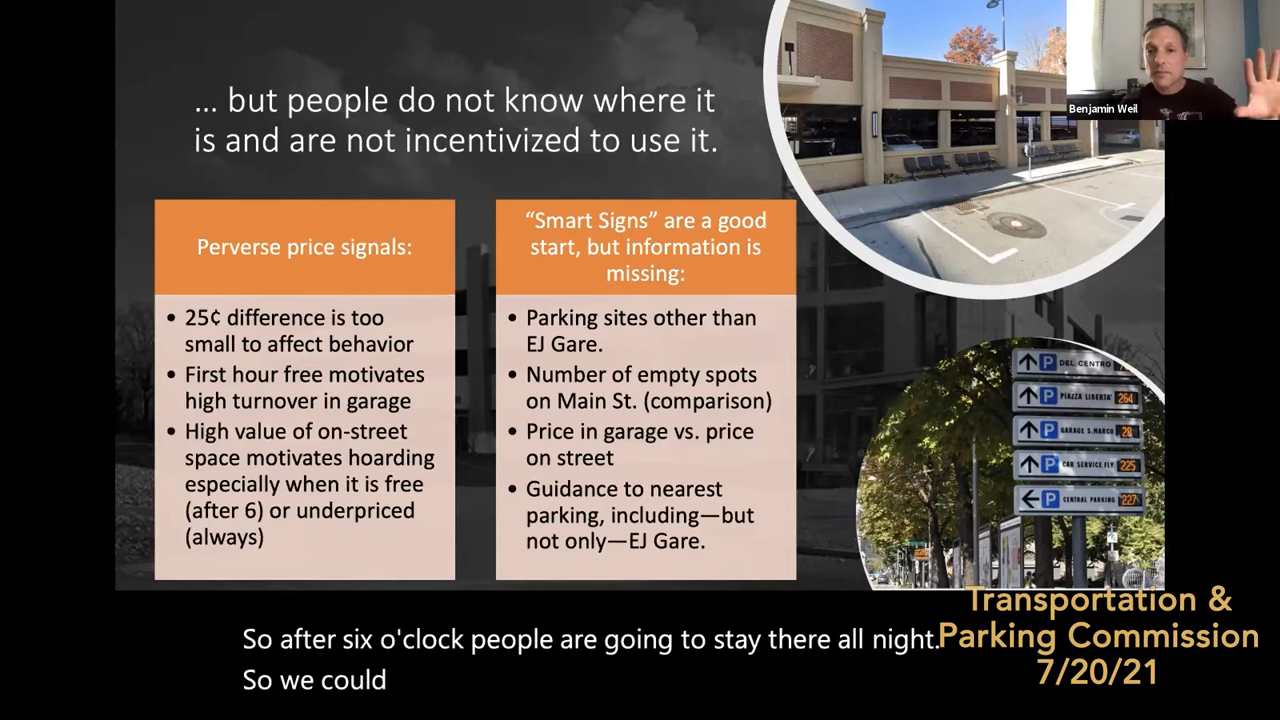 ... but people do not know where it
is and are not incentivized to use it.
Benjamin Weil
Perverse price signals:
• 25¢ difference is too
small to affect behavior
• First hour free motivates
high turnover in garage
• High value of on-street
space motivates hoarding
especially when it is free
(after 6) or underpriced
(always)
“Smart Signs” are a good
start, but information is
missing:
• Parking sites other than
EJ Gare.
• Number of empty spots
on Main St. (comparison)
• Price in garage vs. price
on street
• Guidance to nearest
parking, including—but
not only—EJ Gare.
P DEL CENTRO
P PIAZZA LIBERTA' 264
P GARAGE S.MARCO 28
P CAR SERVICE FLY 225
P CENTRAL PARKING 227
So after six o'clock people are going to stay there all night.
So we could
Transportation &
Parking Commission
7/20/21